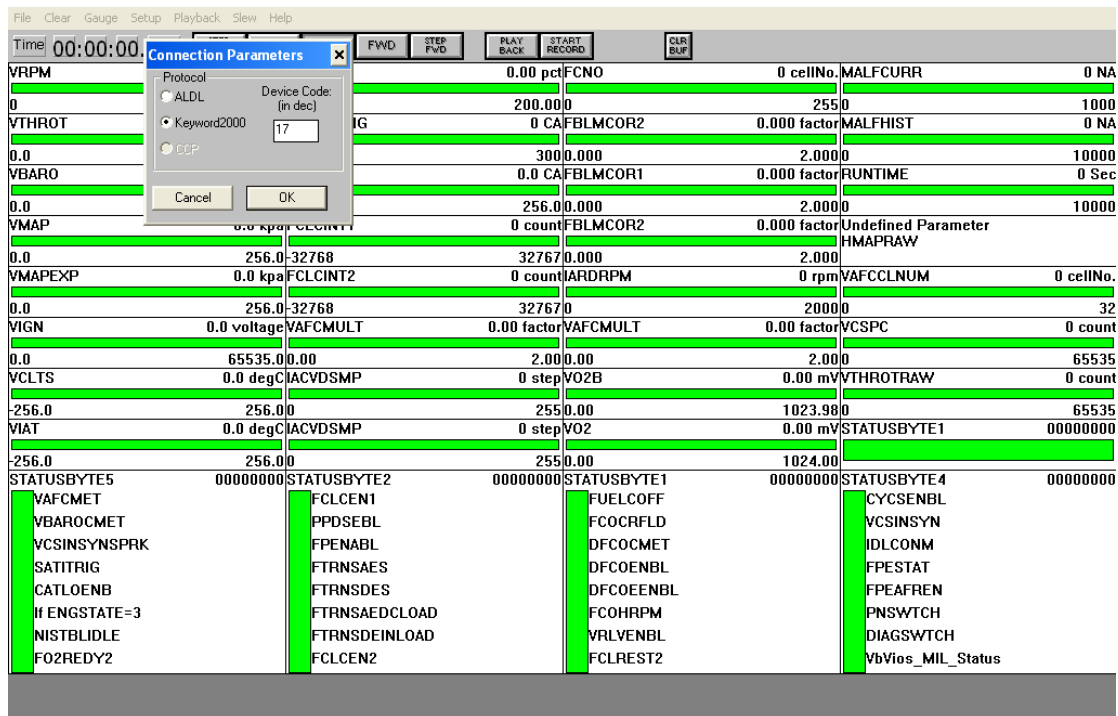 File Clear Gauge Setup Playback Slew Help
Time 00:00:00. FWD STEP FWD PLAY BACK START RECORD CLR BUF
Connection Parameters
Protocol
ALDL
Keyword2000
CCP
Device Code:
(in dec)
17
Cancel OK
VRPM 0.00 pct FCNO 0 cellNo. MALFCURR 0 NA
0 200.00 0 255 0 1000
VTHROT IG 0 CA FBLMCOR2 0.000 factor MALFHIST 0 NA
0.0 300 0.000 2.000 0 10000
VBARO 0.0 CA FBLMCOR1 0.000 factor RUNTIME 0 Sec
0.0 256.0 0.000 2.000 0 10000
VMAP 0.0 kpa FCLCINT1 0 count FBLMCOR2 0.000 factor Undefined Parameter
HMAPRAW
0.0 256.0 -32768 32767 0.000 2.000
VMAPEXP 0.0 kpa FCLCINT2 0 count IARDRPM 0 rpm VAFCCLNUM 0 cellNo.
0.0 256.0 -32768 32767 0 2000 0 32
VIGN 0.0 voltage VAFCMULT 0.00 factor VAFCMULT 0.00 factor VCSPC 0 count
0.0 65535.0 0.00 2.00 0.00 2.00 0 65535
VCLTS 0.0 degC IACVDSMP 0 step VO2B 0.00 mV VTHROTRAW 0 count
-256.0 256.0 0 255 0.00 1023.98 0 65535
VIAT 0.0 degC IACVDSMP 0 step VO2 0.00 mV STATUSBYTE1 00000000
-256.0 256.0 0 255 0.00 1024.00
STATUSBYTE5 00000000 STATUSBYTE2 00000000 STATUSBYTE1 00000000 STATUSBYTE4 00000000
VAFCMET FCLCEN1 FUELCOFF CYCSENBL
VBAROCMET PPDSEBL FCOCRFLD VCSINSYN
VCSINSYNSPRK FPENABL DFCOCMET IDLCONM
SATITRIG FTRNSAES DFCOENBL FPESTAT
CATLOENB FTRNSDES DFCOEENBL FPEAFREN
If ENGSTATE=3 FTRNSAEDCLOAD FCOHRPM PNSWTCH
NISTBLIDLE FTRNSDEINLOAD VRLVENBL DIAGSWTCH
FO2REDY2 FCLCEN2 FCLREST2 VbVios_MIL_Status